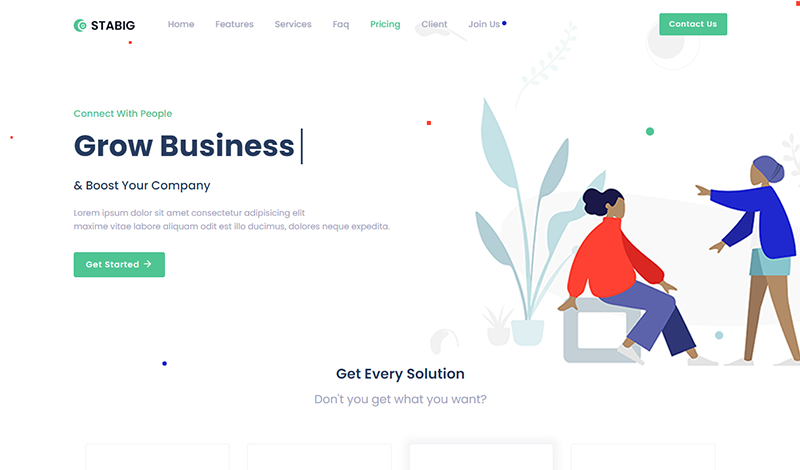 STABIG
Home Features Services Faq Pricing Client Join Us
Contact Us
Connect With People
Grow Business
& Boost Your Company
Lorem ipsum dolor sit amet consectetur adipisicing elit
maxime vitae labore aliquam odit est illo ducimus, dolores neque expedita.
Get Started
Get Every Solution
Don't you get what you want?